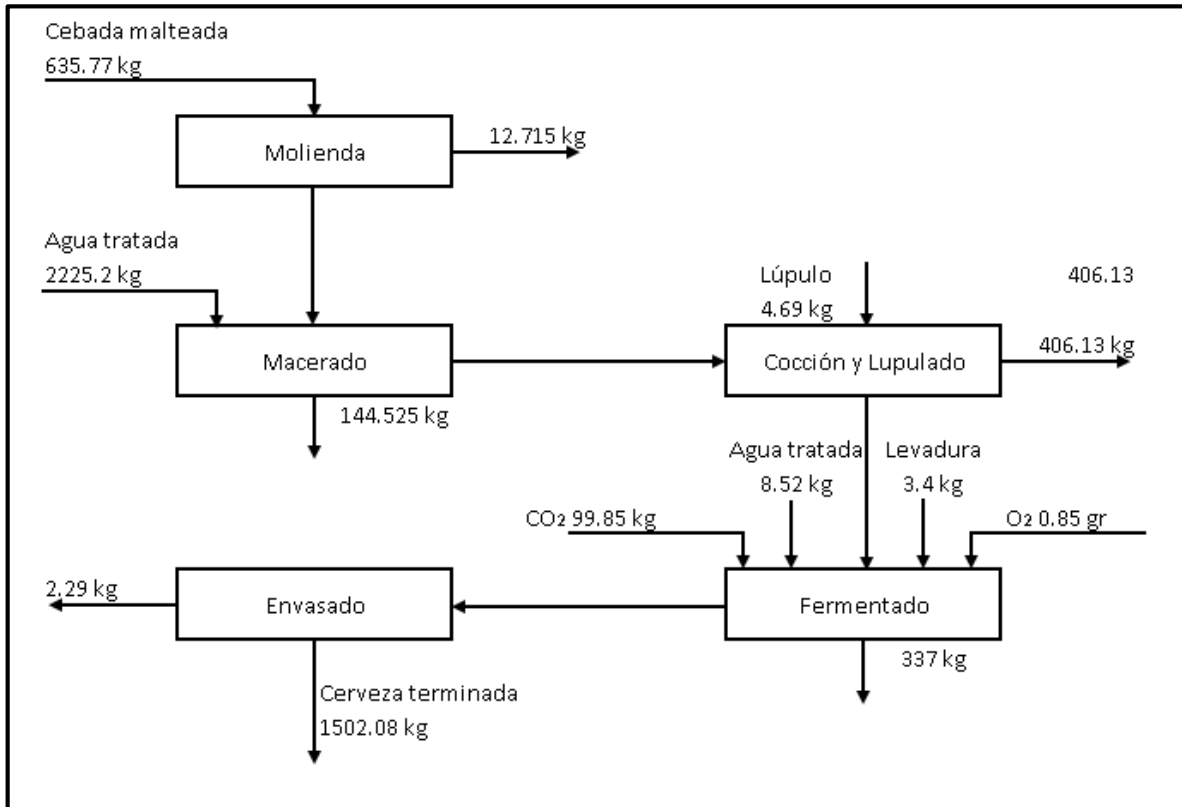 Cebada malteada
635.77 kg
Molienda
12.715 kg
Agua tratada
2225.2 kg
Lúpulo
4.69 kg
406.13
Macerado
Cocción y Lupulado
406.13 kg
144.525 kg
Agua tratada
8.52 kg
Levadura
3.4 kg
CO₂ 99.85 kg
O₂ 0.85 gr
2.29 kg
Envasado
Fermentado
337 kg
Cerveza terminada
1502.08 kg